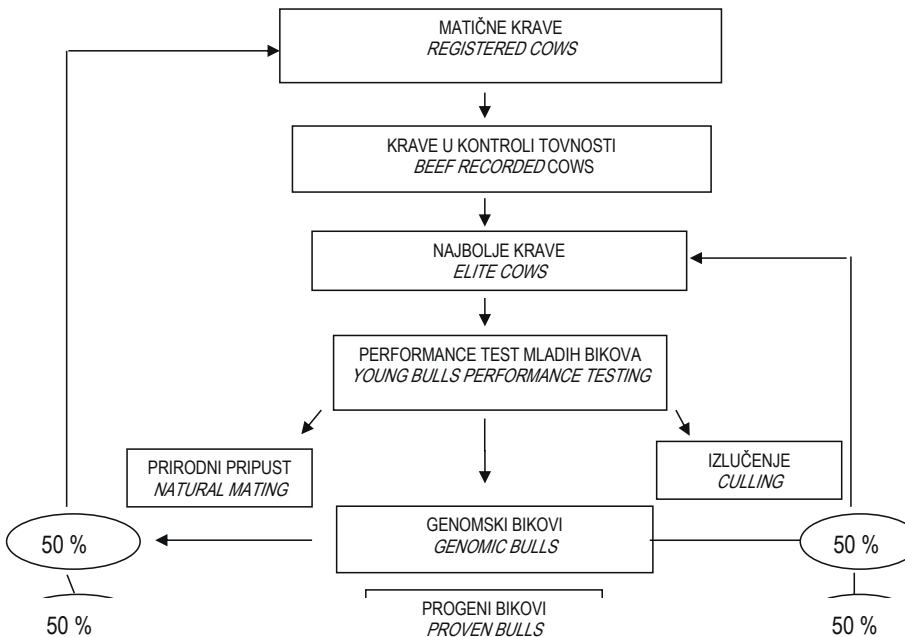 MATIČNE KRAVE
REGISTERED COWS
KRAVE U KONTROLI TOVNOSTI
BEEF RECORDED COWS
NAJBOLJE KRAVE
ELITE COWS
PERFORMANCE TEST MLADIH BIKOVA
YOUNG BULLS PERFORMANCE TESTING
PRIRODNI PRIPUST
NATURAL MATING
IZLUČENJE
CULLING
50 %
GENOMSKI BIKOVI
GENOMIC BULLS
50 %
50 %
PROGENI BIKOVI
PROVEN BULLS
50 %